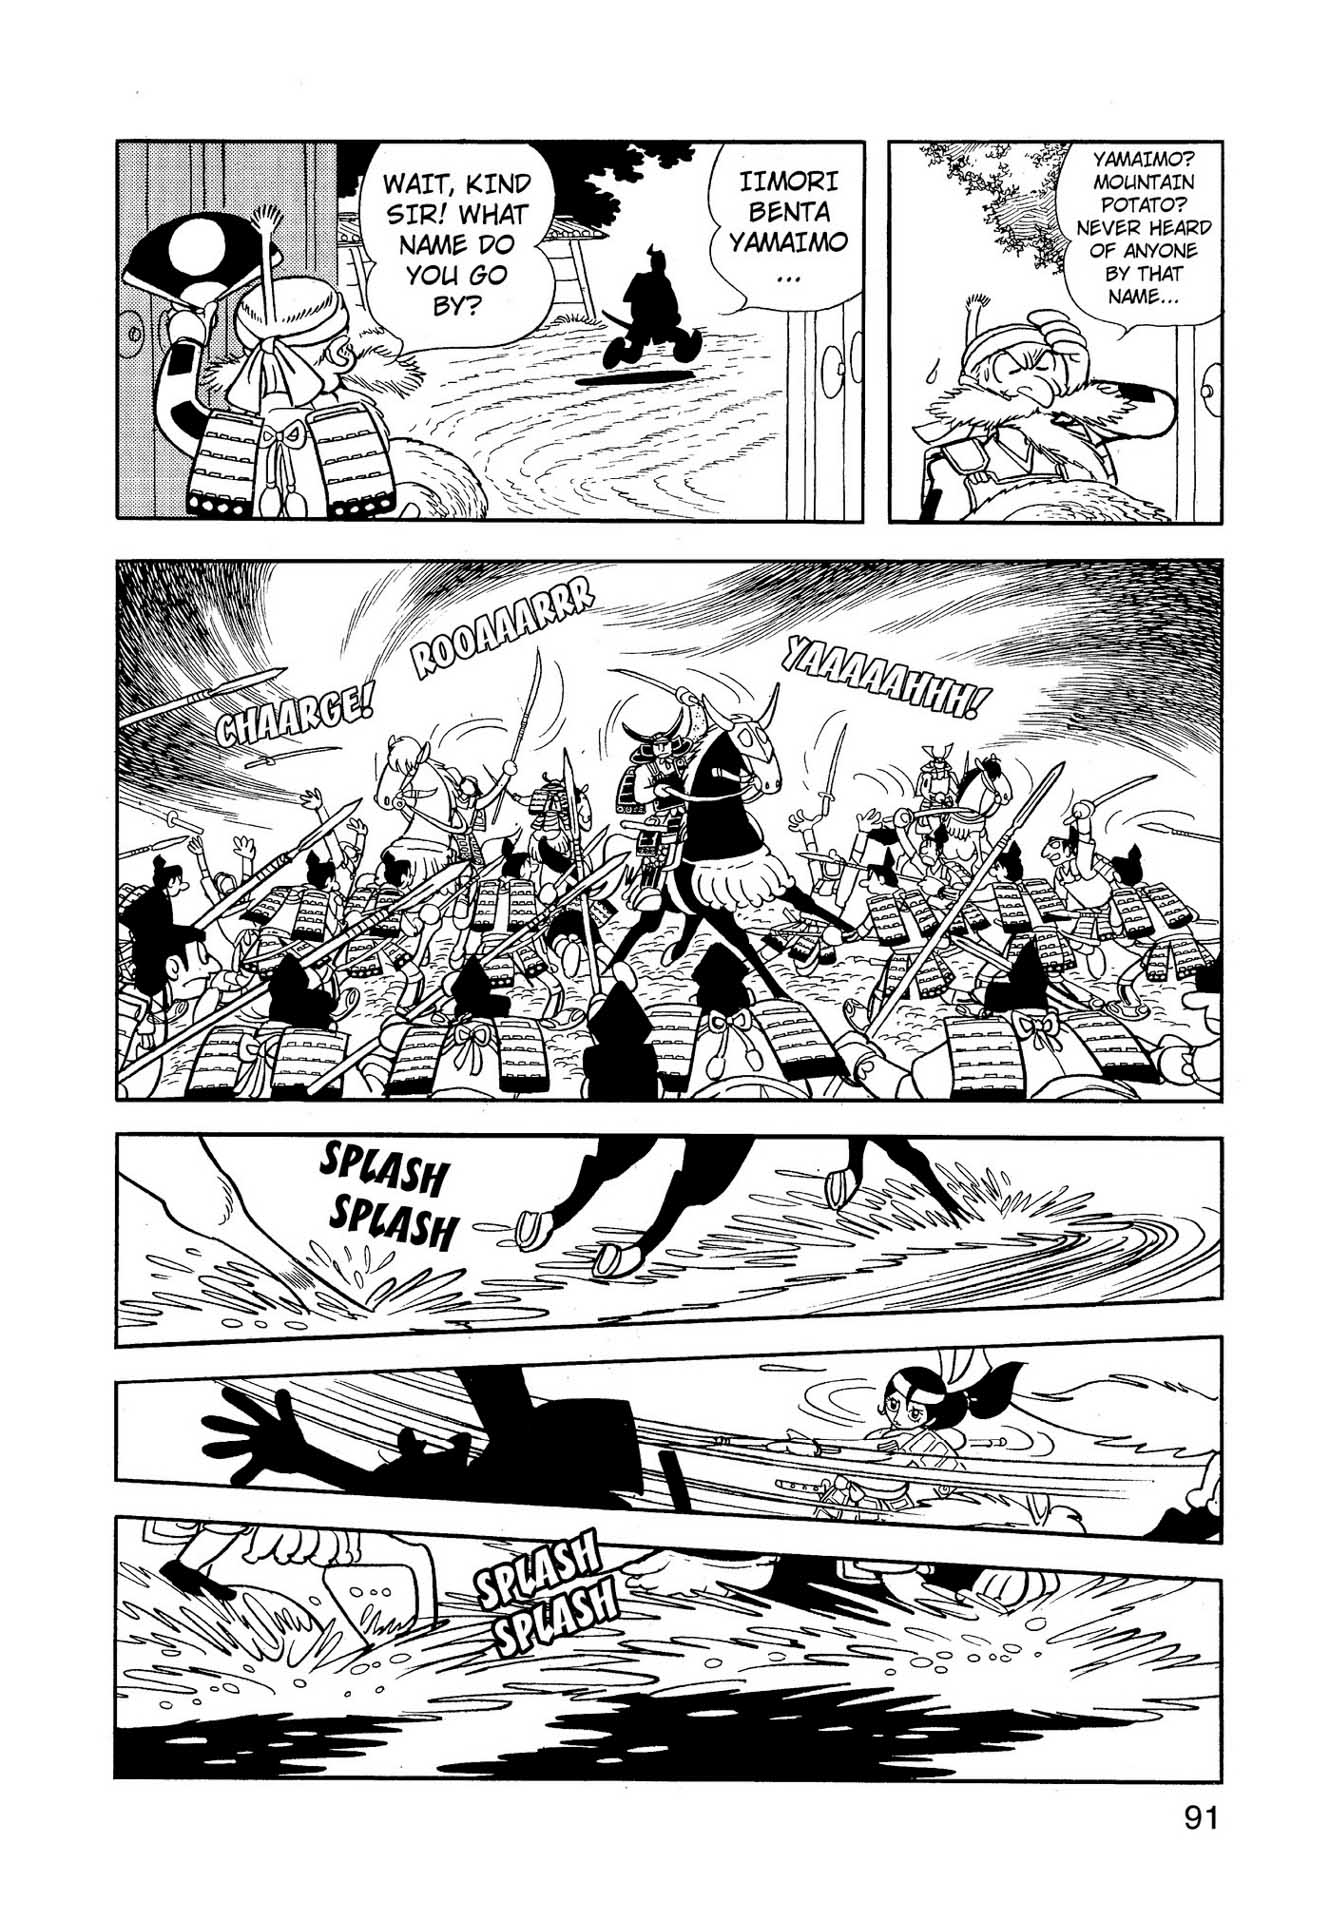 WAIT, KIND
SIR! WHAT
NAME DO
YOU GO
BY?
IIMORI
BENTA
YAMAIMO
...
YAMAIMO?
MOUNTAIN
POTATO?
NEVER HEARD
OF ANYONE
BY THAT
NAME...
CHAARGE!
ROOAAARRR
YAAAAAHHH!
SPLASH
SPLASH
SPLASH
SPLASH
91